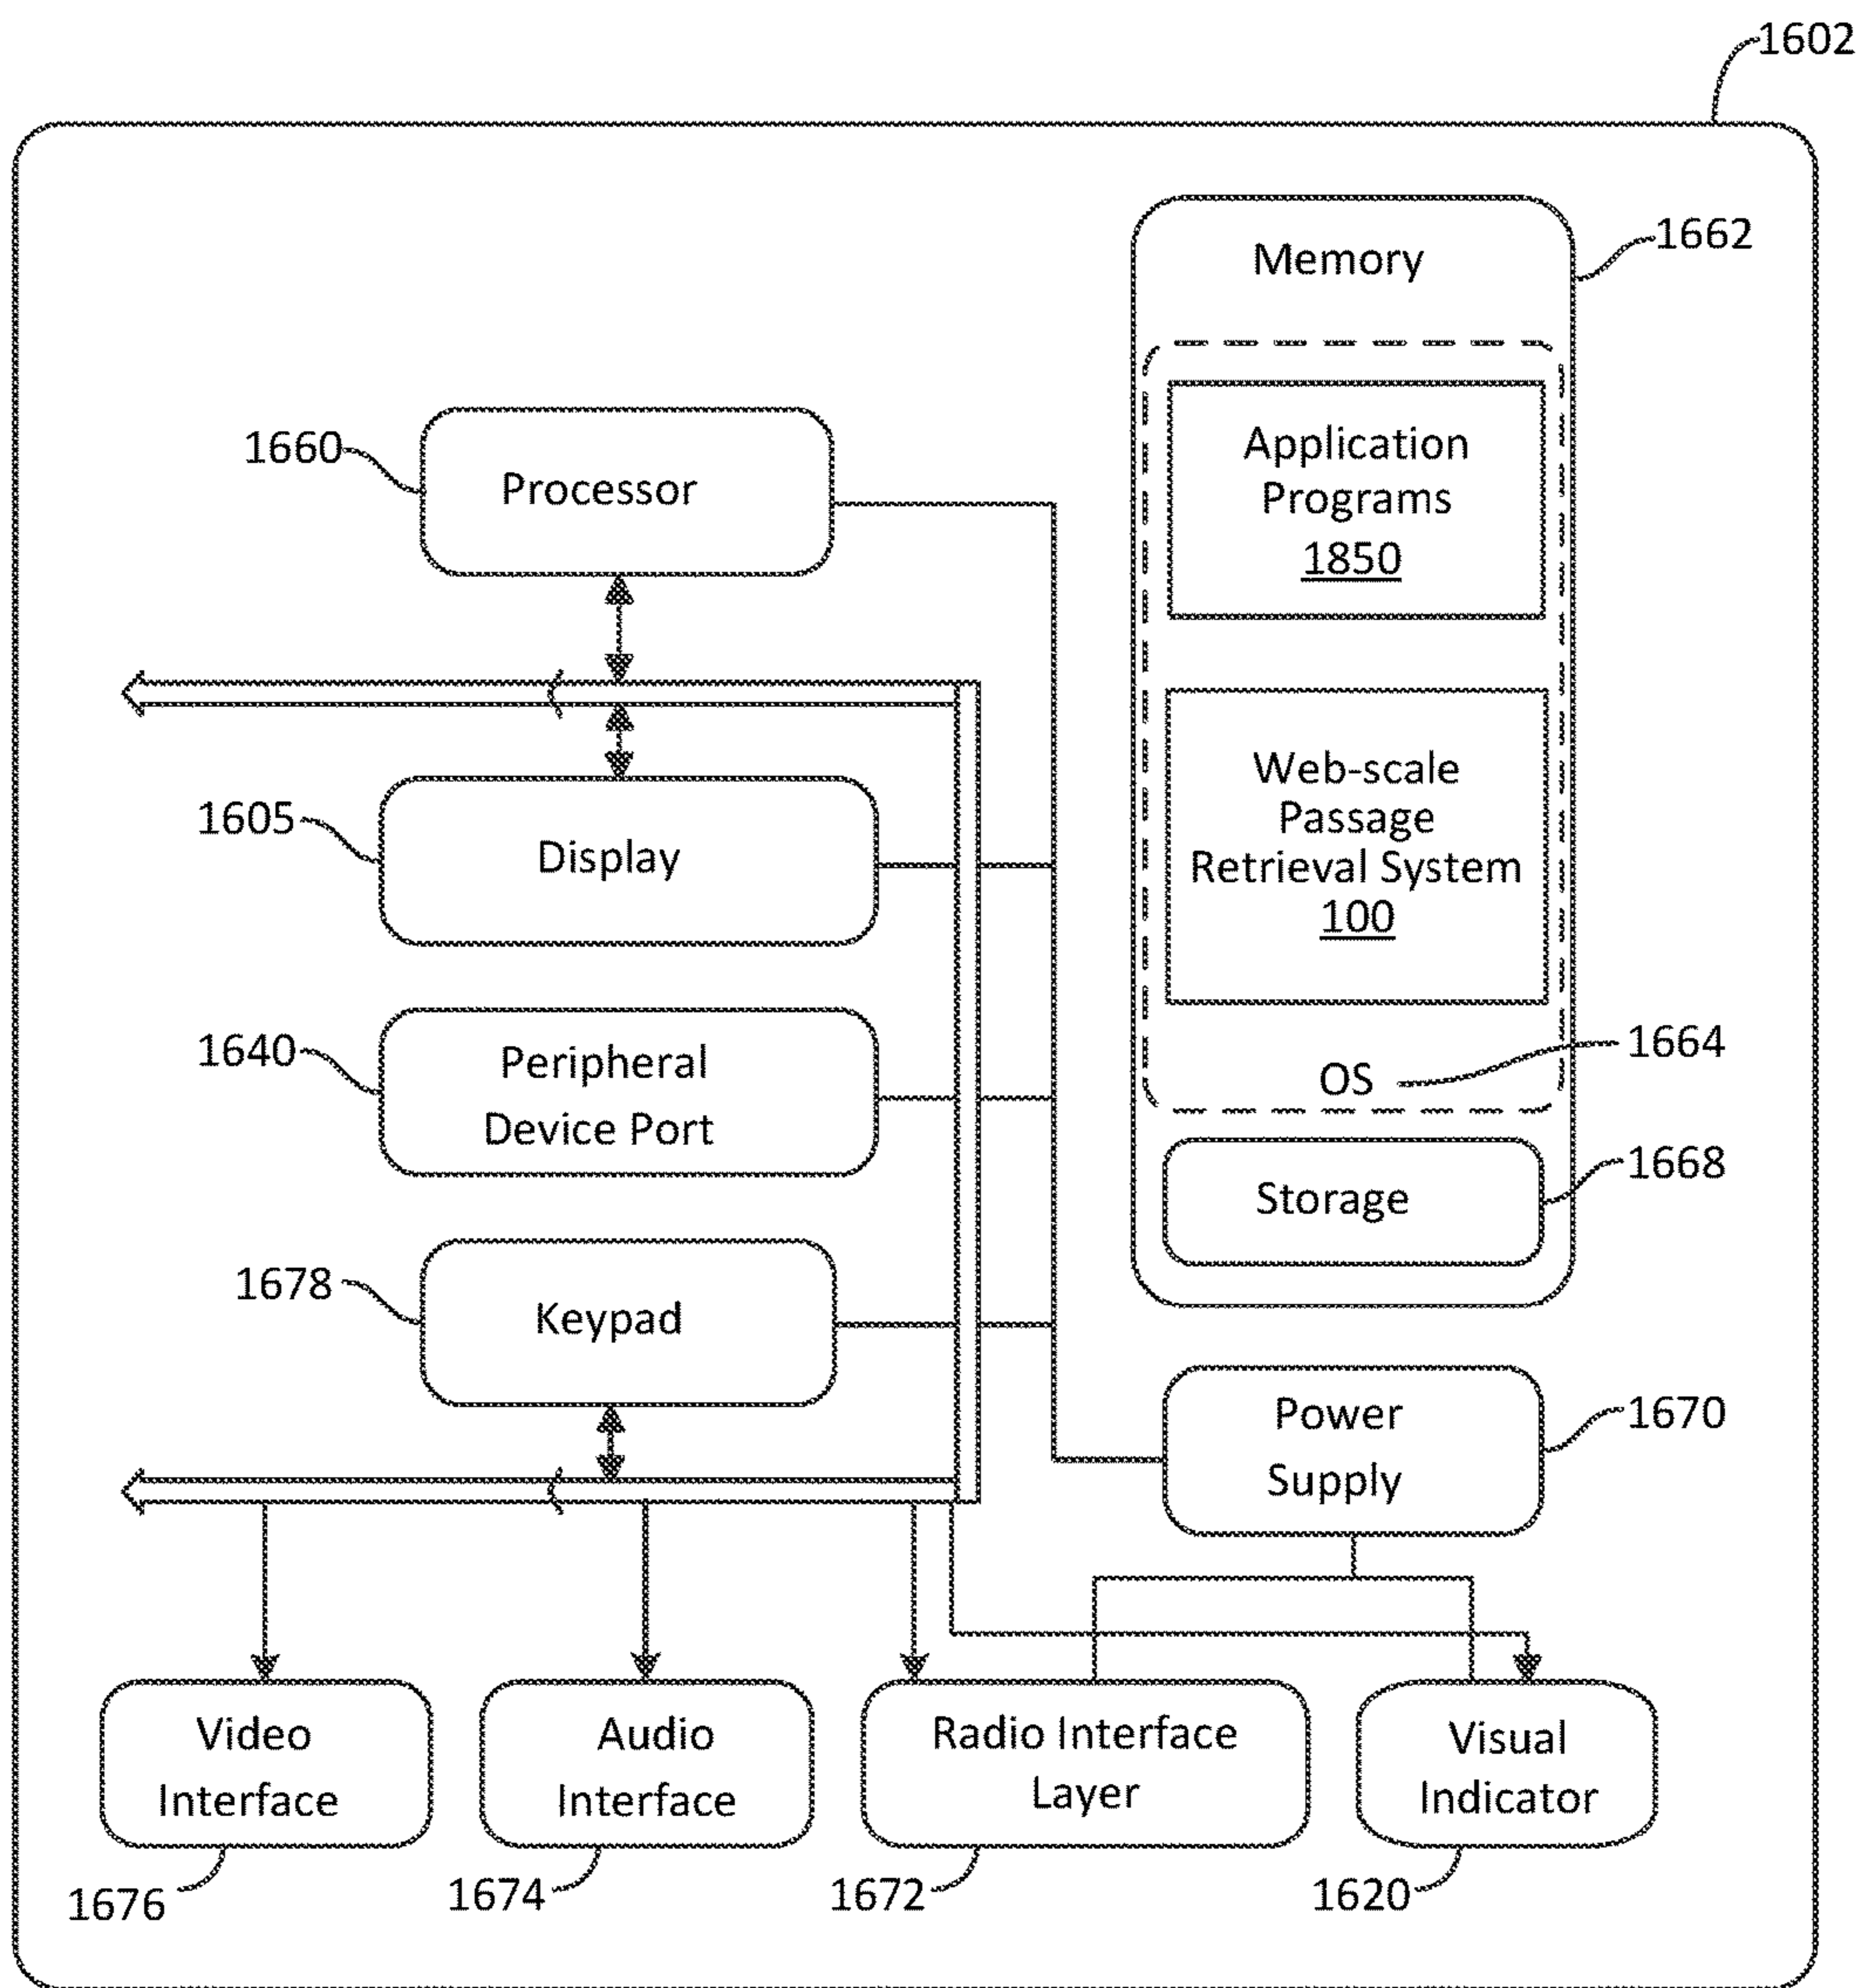 1602
Memory
1662
Application
Programs
1850
1660
Processor
Web-scale
Passage
Retrieval System
100
1605
Display
1640
Peripheral
Device Port
OS
1664
Storage
1668
1678
Keypad
Power
Supply
1670
Video
Interface
Audio
Interface
Radio Interface
Layer
Visual
Indicator
1676
1674
1672
1620